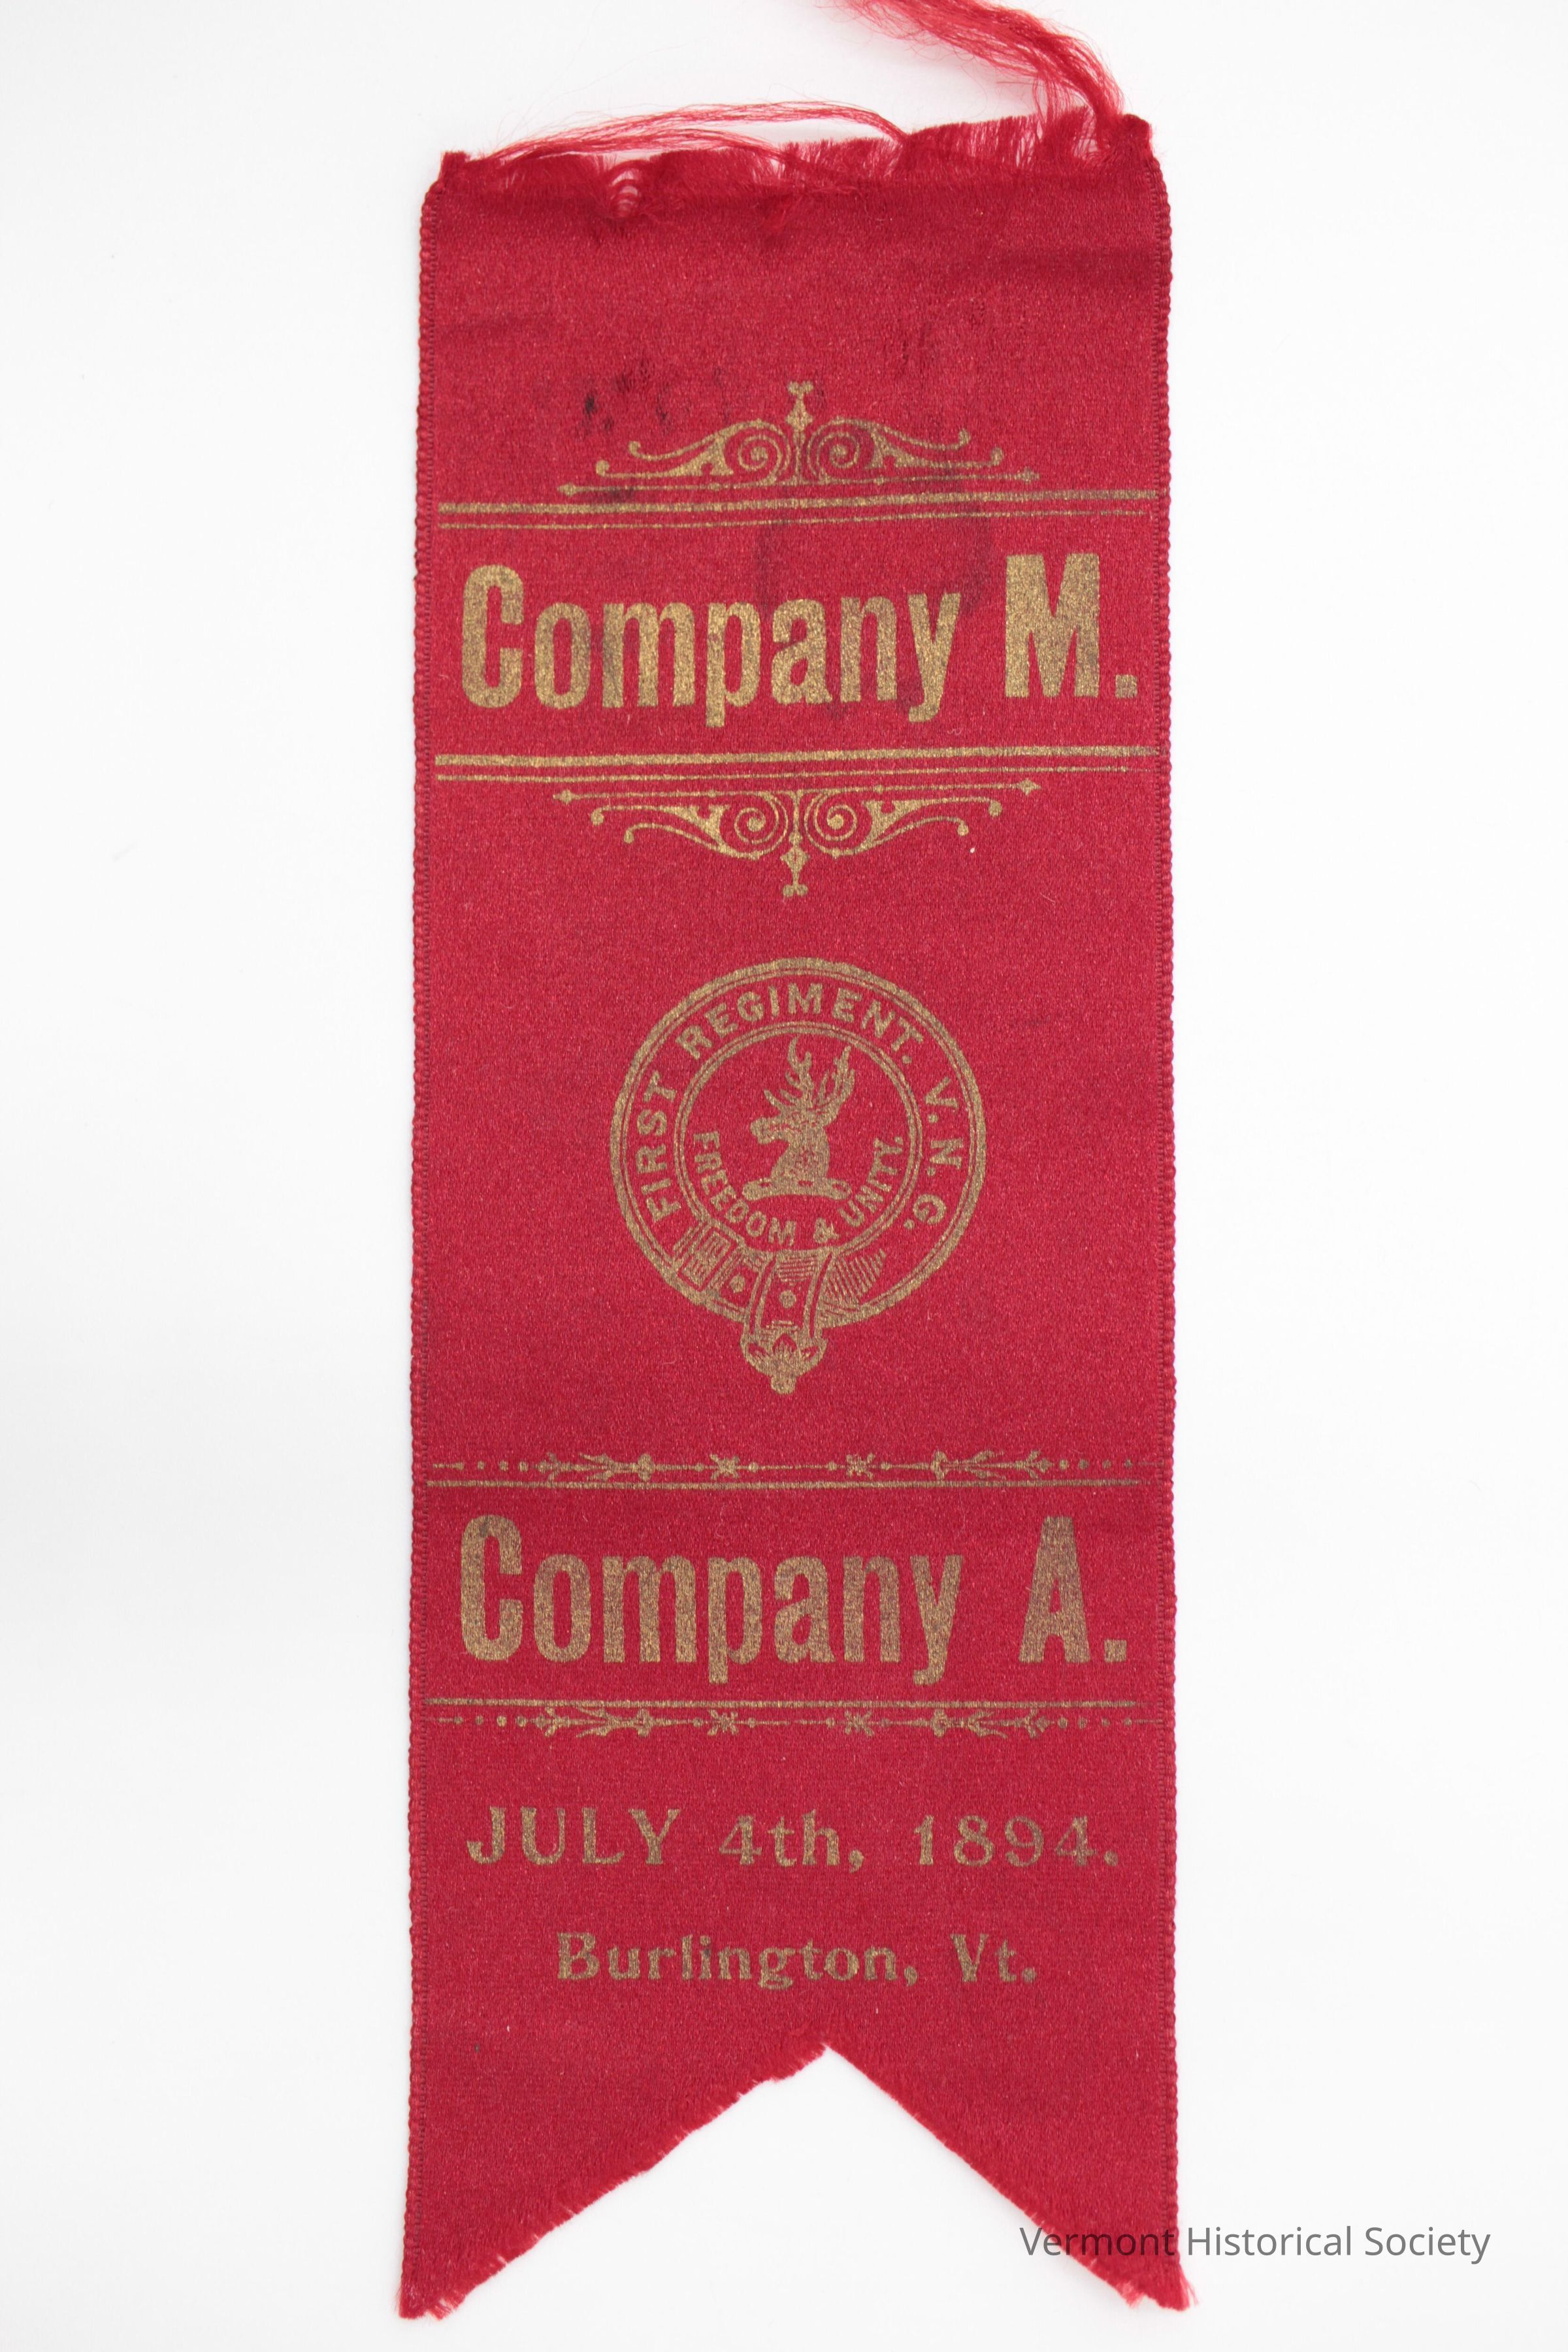 Company M.
FIRST REGIMENT. V. N. G.
FREEDOM & UNITY.
Company A.
JULY 4th, 1894.
Burlington, Vt.
Vermont Historical Society